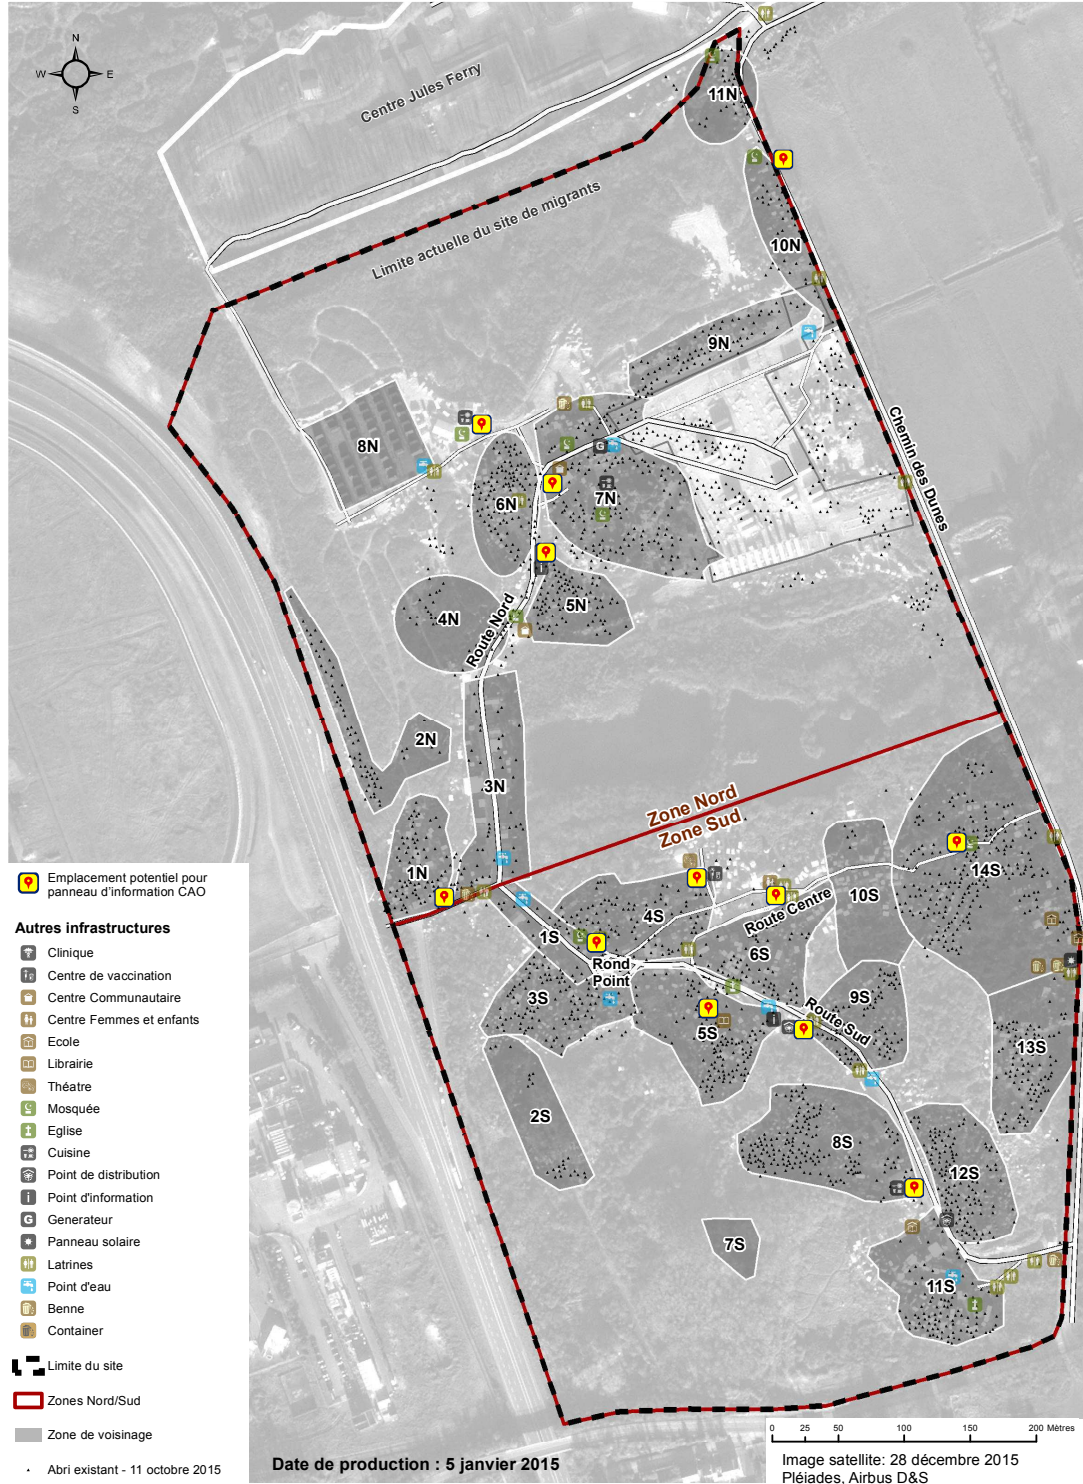 N
W E
S
Centre Jules Ferry
Limite actuelle du site de migrants
11N
10N
9N
8N
7N
6N
5N
4N
Route Nord
Chemin des Dunes
2N
3N
1N
Zone Nord
Zone Sud
14S
10S
4S
Route Centre
1S
6S
Rond
Point
3S
9S
Route Sud
5S
13S
2S
8S
12S
7S
11S
Emplacement potentiel pour
panneau d'information CAO
Autres infrastructures
Clinique
Centre de vaccination
Centre Communautaire
Centre Femmes et enfants
Ecole
Librairie
Théatre
Mosquée
Eglise
Cuisine
Point de distribution
i Point d'information
G Generateur
Panneau solaire
Latrines
Point d'eau
Benne
Container
Limite du site
Zones Nord/Sud
Zone de voisinage
Abri existant - 11 octobre 2015
Date de production : 5 janvier 2015
0 25 50 100 150 200 Mètres
Image satellite: 28 décembre 2015
Pléiades, Airbus D&S